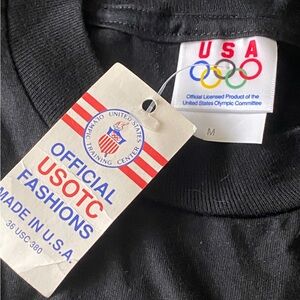 USA
Official Licensed Product of the
United States Olympic Committee
M
UNITED STATES
OLYMPIC
TRAINING CENTER
OFFICIAL
USOTC
FASHIONS
MADE IN U.S.A.
36 USC 380